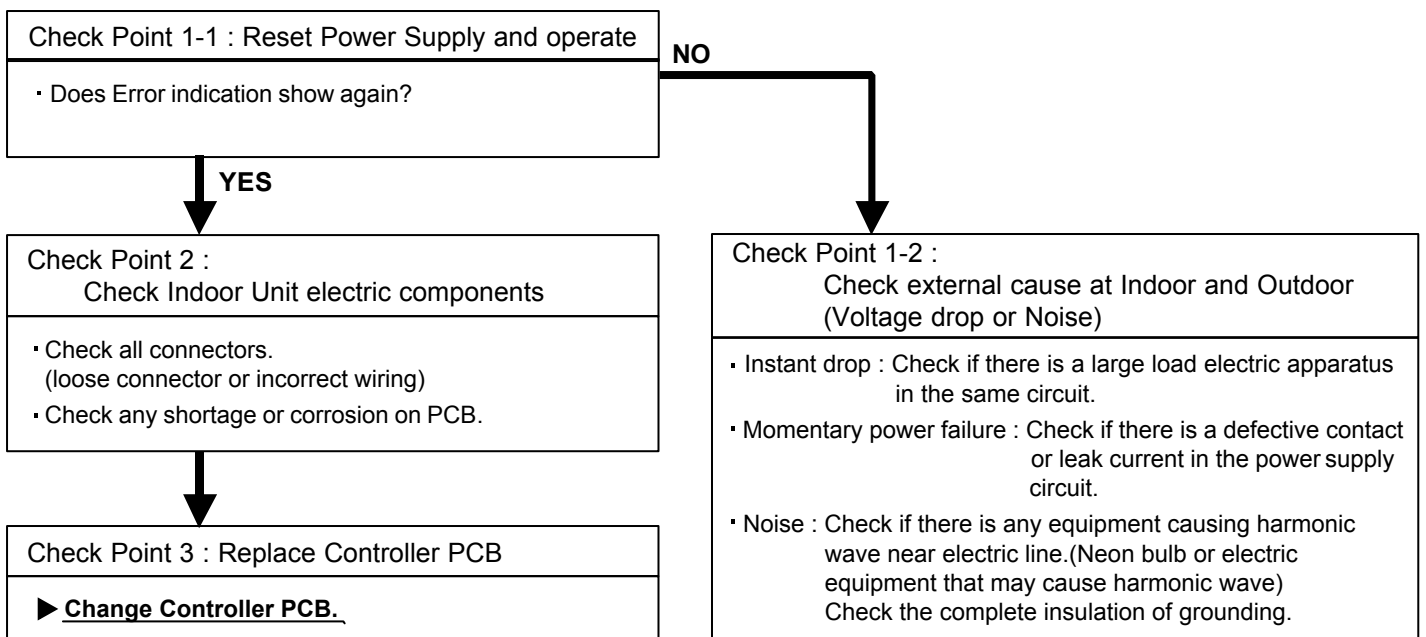 Check Point 1-1 : Reset Power Supply and operate
・Does Error indication show again?
NO
YES
Check Point 2 :
Check Indoor Unit electric components
・Check all connectors.
(loose connector or incorrect wiring)
・Check any shortage or corrosion on PCB.
Check Point 3 : Replace Controller PCB
▶ Change Controller PCB.
Check Point 1-2 :
Check external cause at Indoor and Outdoor
(Voltage drop or Noise)
・Instant drop : Check if there is a large load electric apparatus
in the same circuit.
・Momentary power failure : Check if there is a defective contact
or leak current in the power supply
circuit.
・Noise : Check if there is any equipment causing harmonic
wave near electric line.(Neon bulb or electric
equipment that may cause harmonic wave)
Check the complete insulation of grounding.